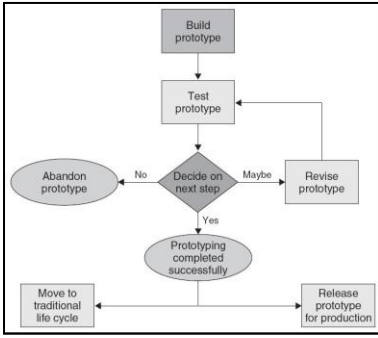 Build
prototype
Test
prototype
Decide on
next step
No
Maybe
Abandon
prototype
Revise
prototype
Yes
Prototyping
completed
successfully
Move to
traditional
life cycle
Release
prototype
for production